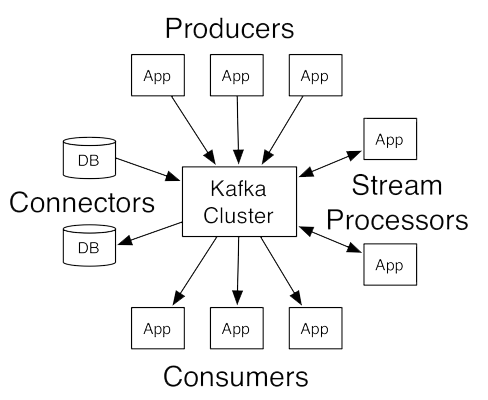 Producers
App
App
App
App
DB
Kafka
Cluster
Connectors
Stream
Processors
DB
App
App
App
App
Consumers